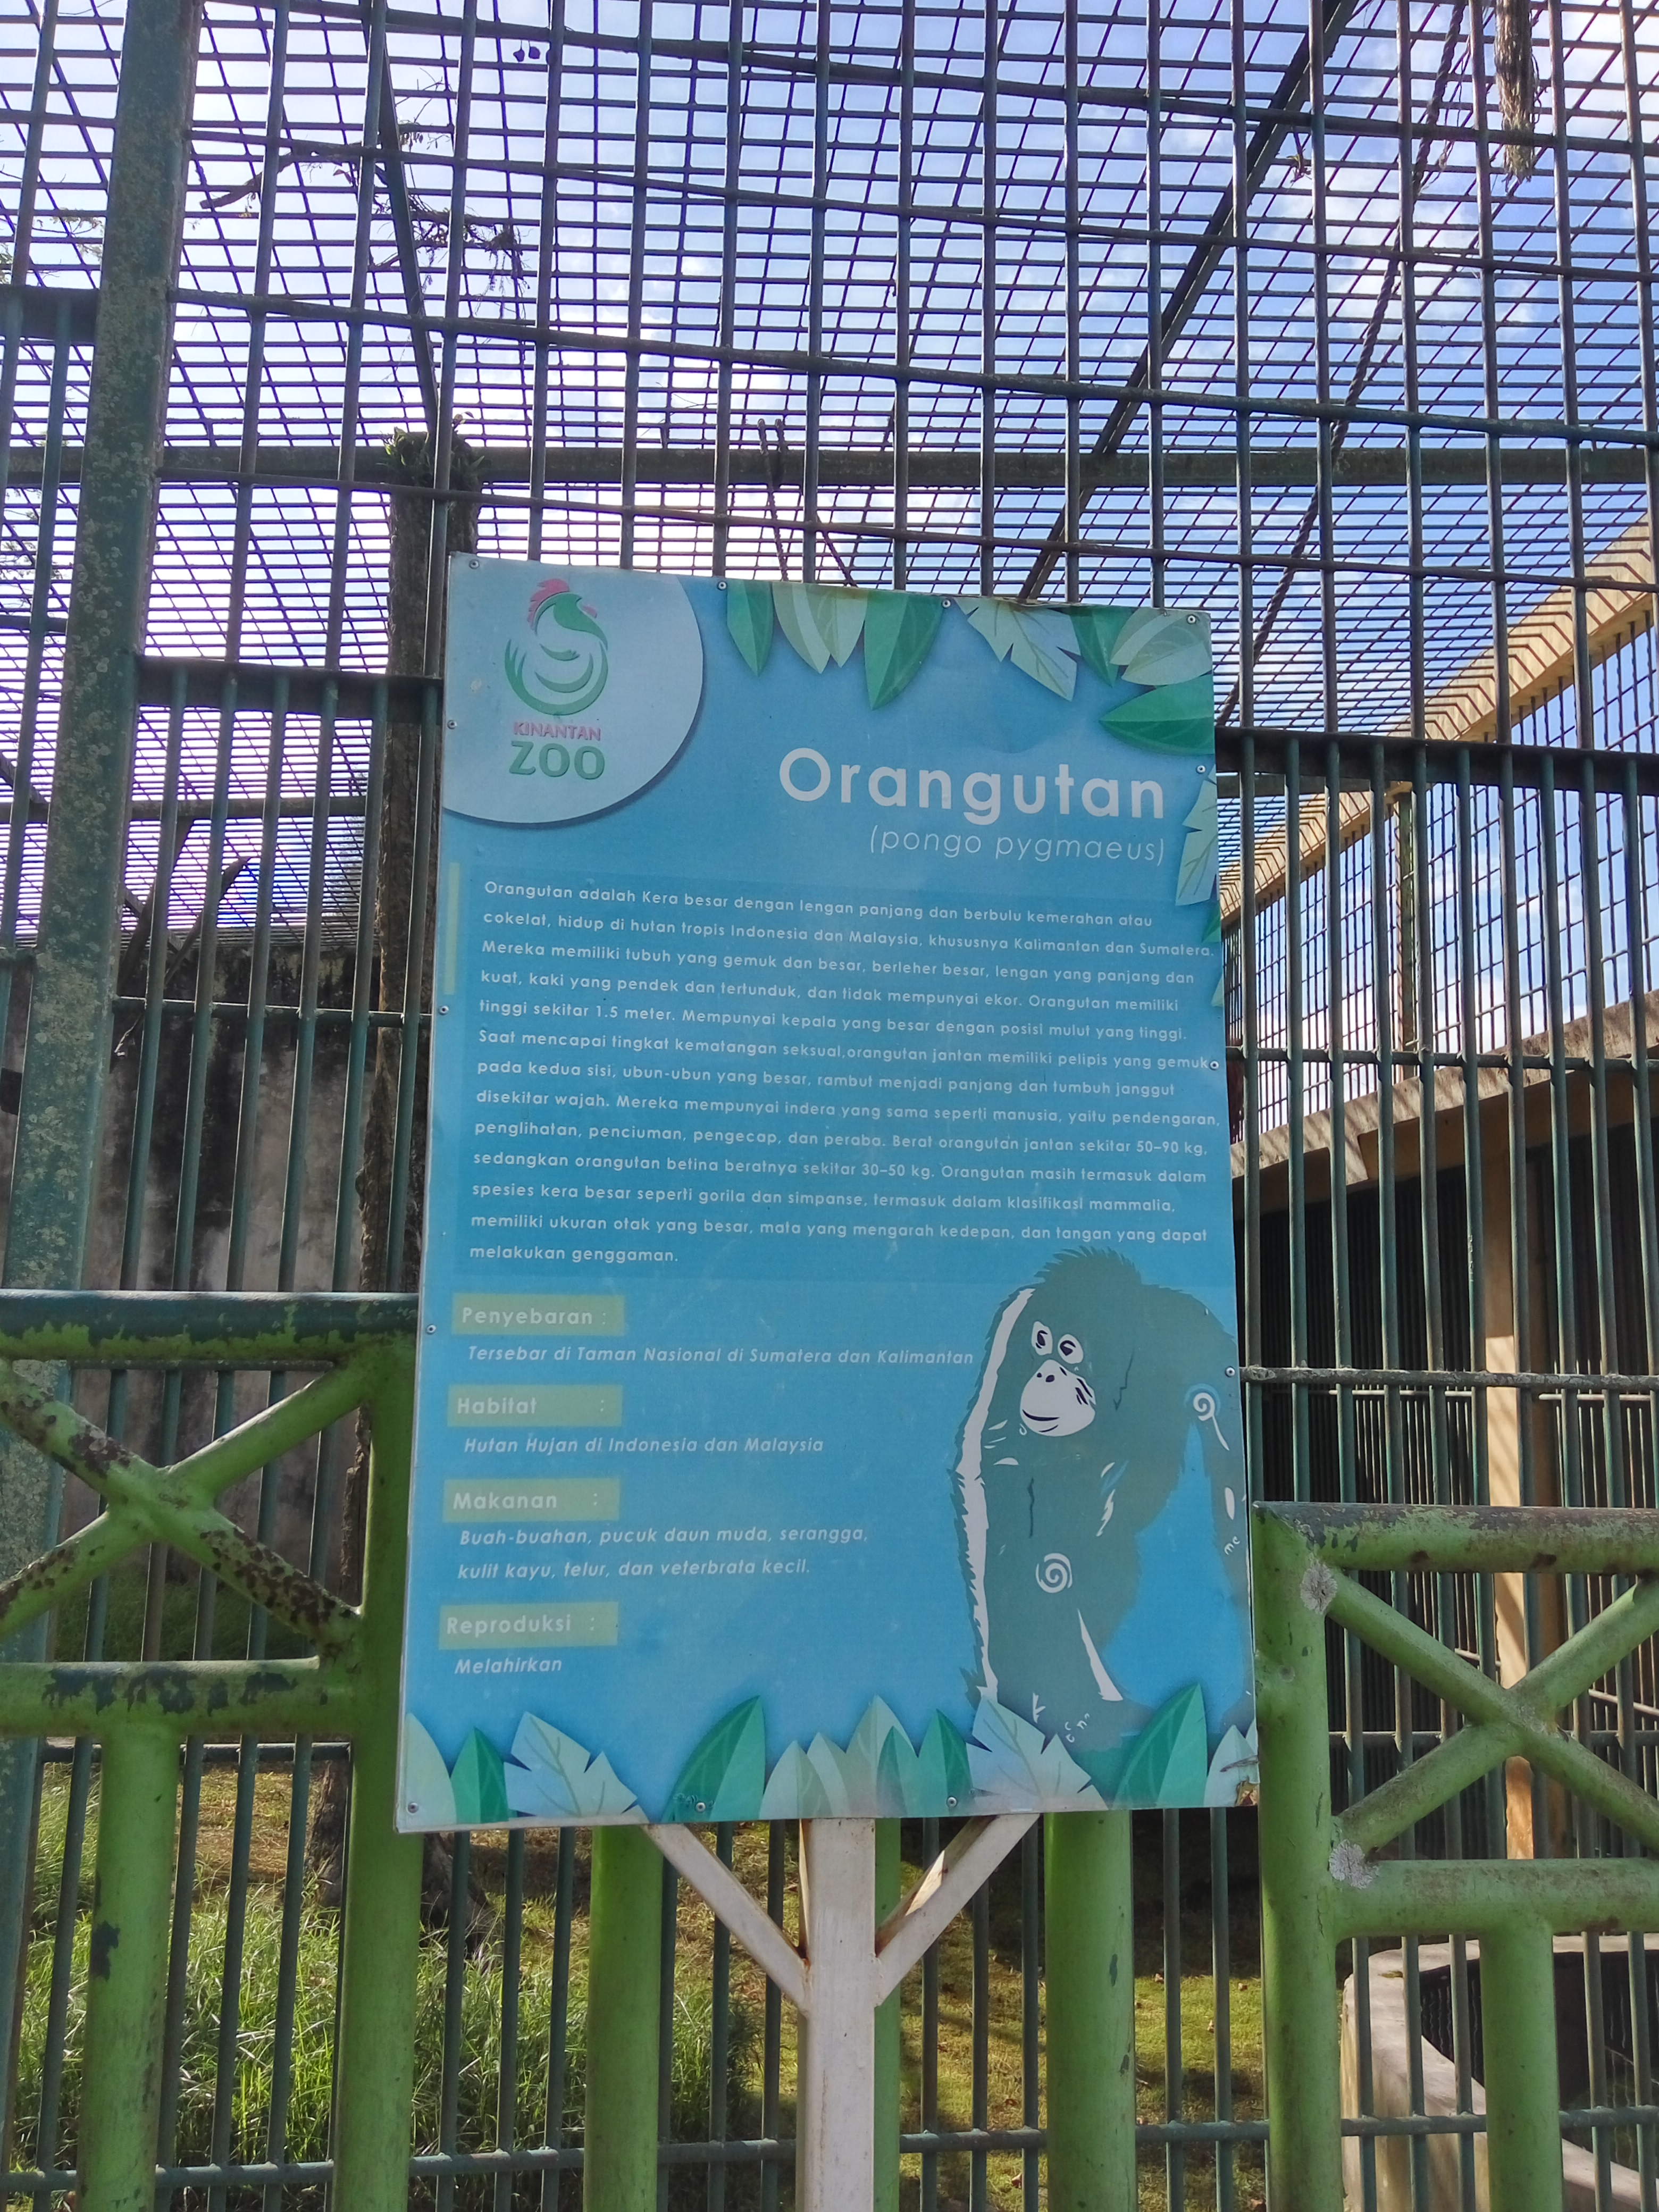 KINANTAN
ZOO
Orangutan
(pongo pygmaeus)
Orangutan adalah Kera besar dengan lengan panjang dan berbulu kemerahan atau
cokelat, hidup di hutan tropis Indonesia dan Malaysia, khususnya Kalimantan dan Sumatera.
Mereka memiliki tubuh yang gemuk dan besar, berleher besar, lengan yang panjang dan
kuat, kaki yang pendek dan tertunduk, dan tidak mempunyai ekor. Orangutan memiliki
tinggi sekitar 1.5 meter. Mempunyai kepala yang besar dengan posisi mulut yang tinggi.
Saat mencapai tingkat kematangan seksual,orangutan jantan memiliki pelipis yang gemuk
pada kedua sisi, ubun-ubun yang besar, rambut menjadi panjang dan tumbuh janggut
disekitar wajah. Mereka mempunyai indera yang sama seperti manusia, yaitu pendengaran,
penglihatan, penciuman, pengecap, dan peraba. Berat orangutan jantan sekitar 50-90 kg,
sedangkan orangutan betina beratnya sekitar 30-50 kg. Orangutan masih termasuk dalam
spesies kera besar seperti gorila dan simpanse, termasuk dalam klasifikasi mammalia,
memiliki ukuran otak yang besar, mata yang mengarah kedepan, dan tangan yang dapat
melakukan genggaman.
Penyebaran :
Tersebar di Taman Nasional di Sumatera dan Kalimantan
Habitat :
Hutan Hujan di Indonesia dan Malaysia
Makanan :
Buah-buahan, pucuk daun muda, serangga,
kulit kayu, telur, dan veterbrata kecil.
Reproduksi :
Melahirkan